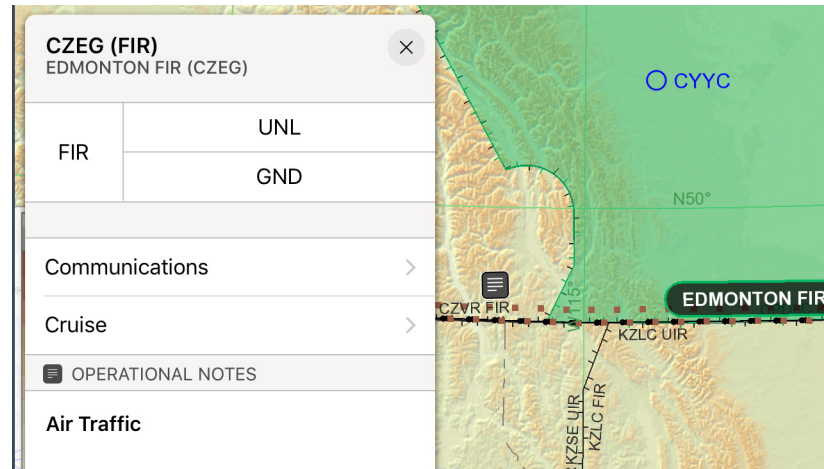 CZEG (FIR)
EDMONTON FIR (CZEG)
FIR
UNL
GND
Communications
Cruise
OPERATIONAL NOTES
Air Traffic
CYYC
N50°
W115°
EDMONTON FIR
CZVR FIR
KZLC UIR
KZSE UIR
KZLC FIR